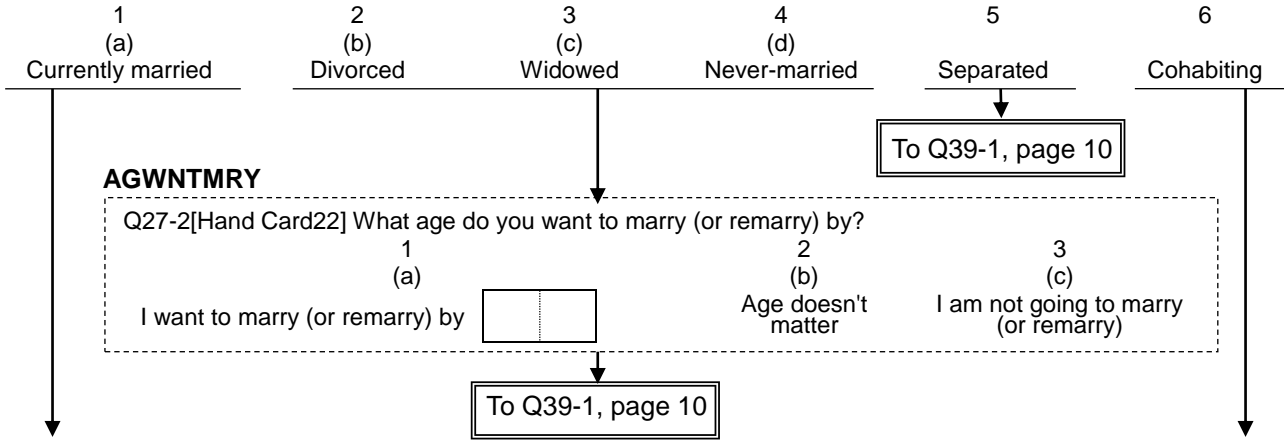 1 2 3 4 5 6
(a) (b) (c) (d)
Currently married Divorced Widowed Never-married Separated Cohabiting
To Q39-1, page 10
AGWNTMRY
Q27-2[Hand Card22] What age do you want to marry (or remarry) by?
1 2 3
(a) (b) (c)
I want to marry (or remarry) by Age doesn't matter I am not going to marry (or remarry)
To Q39-1, page 10